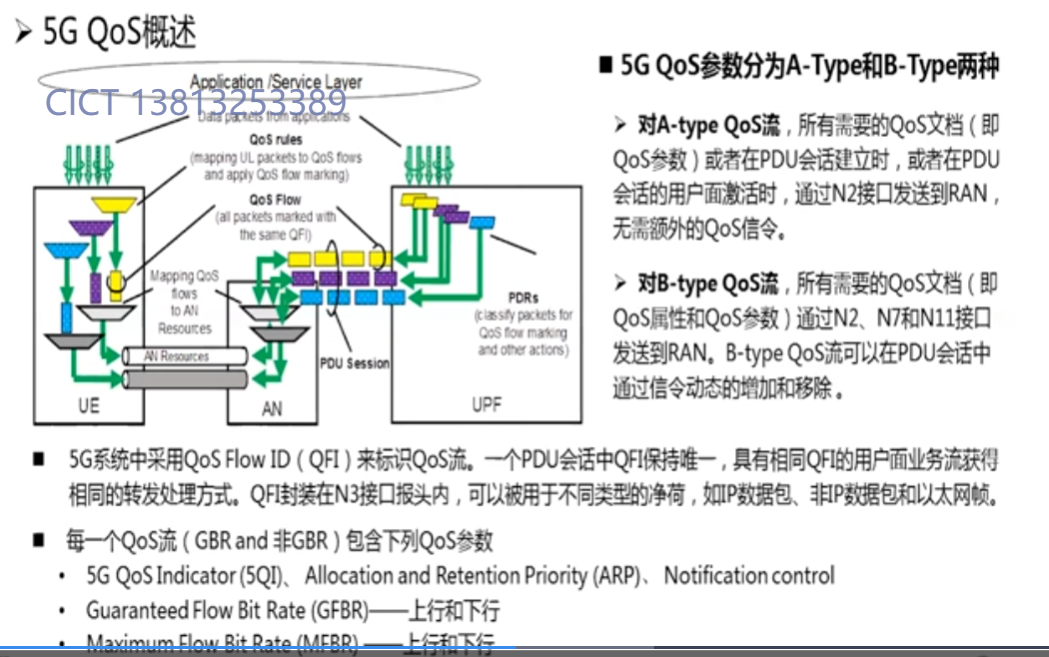 ➢ 5G QoS概述
Application /Service Layer
CICT 13813253389
Data packets from applications
QoS rules
(mapping UL packets to QoS flows
and apply QoS flow marking)
QoS Flow
(all packets marked with
the same QFI)
Mapping QoS
flows
to AN
Resources
AN Resources
PDU Session
PDRs
(classify packets for
QoS flow marking
and other actions)
UE
AN
UPF
■ 5G QoS参数分为A-Type和B-Type两种
➢ 对A-type QoS流，所有需要的QoS文档（即
QoS参数）或者在PDU会话建立时，或者在PDU
会话的用户面激活时，通过N2接口发送到RAN，
无需额外的QoS信令。
➢ 对B-type QoS流，所有需要的QoS文档（即
QoS属性和QoS参数）通过N2、N7和N11接口
发送到RAN。B-type QoS流可以在PDU会话中
通过信令动态的增加和移除。
■ 5G系统中采用QoS Flow ID（QFI）来标识QoS流。一个PDU会话中QFI保持唯一，具有相同QFI的用户面业务流获得
相同的转发处理方式。QFI封装在N3接口报头内，可以被用于不同类型的净荷，如IP数据包、非IP数据包和以太网帧。
■ 每一个QoS流（GBR and 非GBR）包含下列QoS参数
• 5G QoS Indicator (5QI)、 Allocation and Retention Priority (ARP)、 Notification control
• Guaranteed Flow Bit Rate (GFBR)——上行和下行
• Maximum Flow Bit Rate (MFBR) ——上行和下行